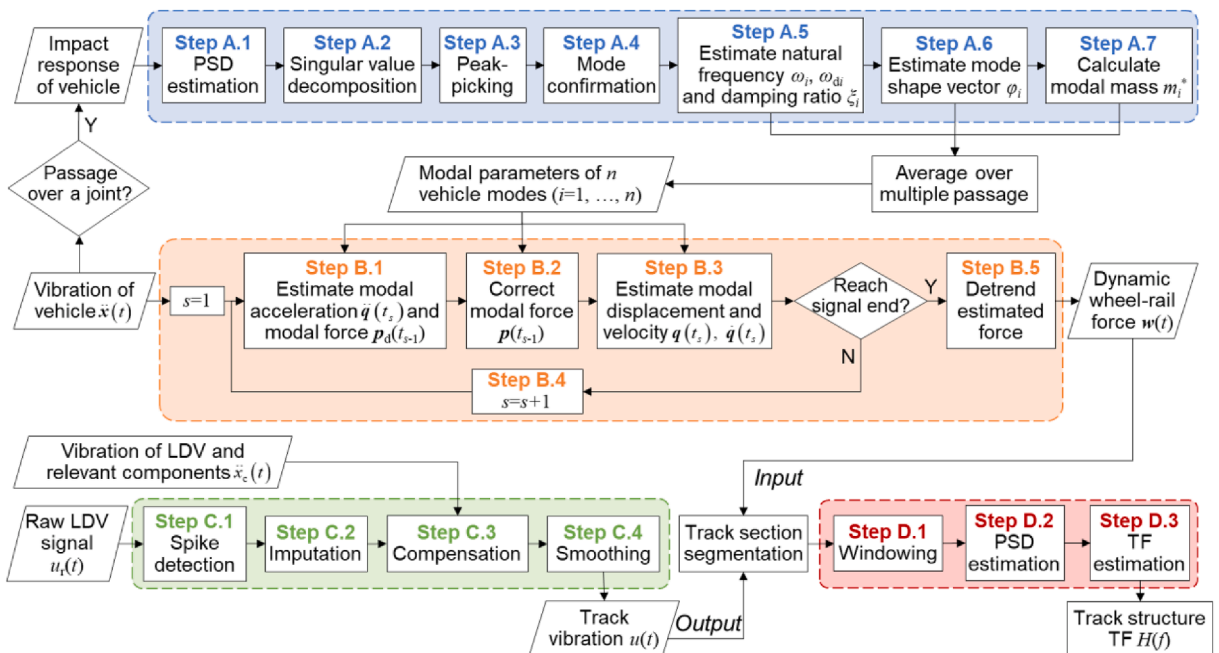 Impact
response
of vehicle
Step A.1
PSD
estimation
Step A.2
Singular value
decomposition
Step A.3
Peak-
picking
Step A.4
Mode
confirmation
Step A.5
Estimate natural
frequency ωᵢ, ω_di
and damping ratio ξᵢ
Step A.6
Estimate mode
shape vector φᵢ
Step A.7
Calculate
modal mass mᵢ*
Y
Passage
over a joint?
Modal parameters of n
vehicle modes (i=1, …, n)
Average over
multiple passage
Vibration of
vehicle ẍ(t)
s=1
Step B.1
Estimate modal
acceleration q̈(tₛ) and
modal force p_d(tₛ₋₁)
Step B.2
Correct
modal force
p(tₛ₋₁)
Step B.3
Estimate modal
displacement and
velocity q(tₛ), q̇(tₛ)
Reach
signal end?
Y
N
Step B.5
Detrend
estimated
force
Dynamic
wheel-rail
force w(t)
Step B.4
s=s+1
Vibration of LDV and
relevant components ẍ_c(t)
Input
Raw LDV
signal
u_r(t)
Step C.1
Spike
detection
Step C.2
Imputation
Step C.3
Compensation
Step C.4
Smoothing
Track section
segmentation
Step D.1
Windowing
Step D.2
PSD
estimation
Step D.3
TF
estimation
Track
vibration u(t)
Output
Track structure
TF H(f)